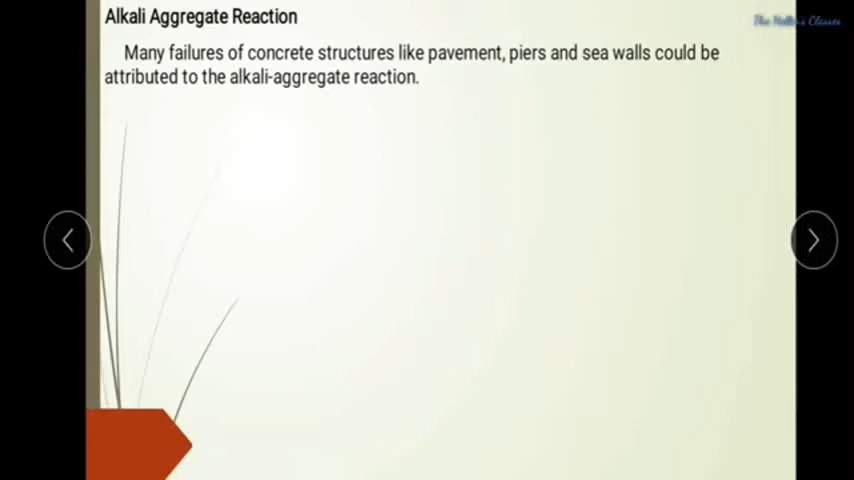 Alkali Aggregate Reaction
Many failures of concrete structures like pavement, piers and sea walls could be
attributed to the alkali-aggregate reaction.